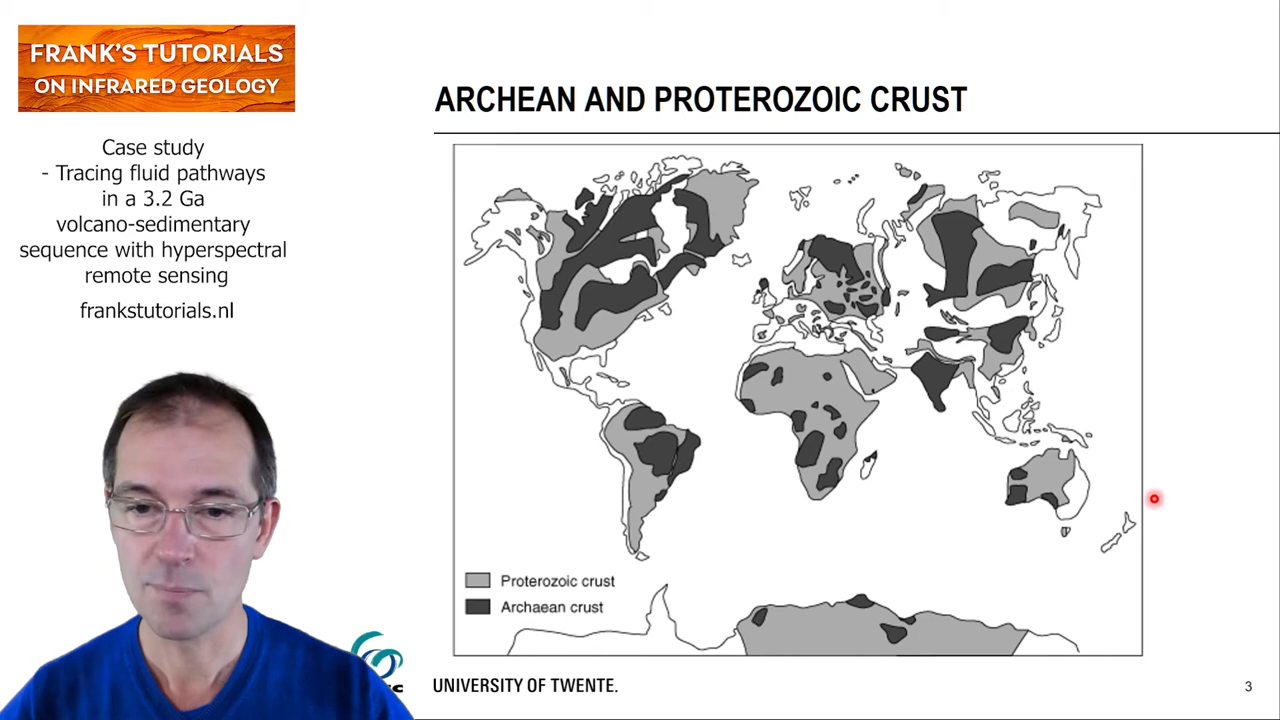 FRANK'S TUTORIALS
ON INFRARED GEOLOGY
Case study
- Tracing fluid pathways
in a 3.2 Ga
volcano-sedimentary
sequence with hyperspectral
remote sensing
frankstutorials.nl
ARCHEAN AND PROTEROZOIC CRUST
Proterozoic crust
Archaean crust
UNIVERSITY OF TWENTE.
3